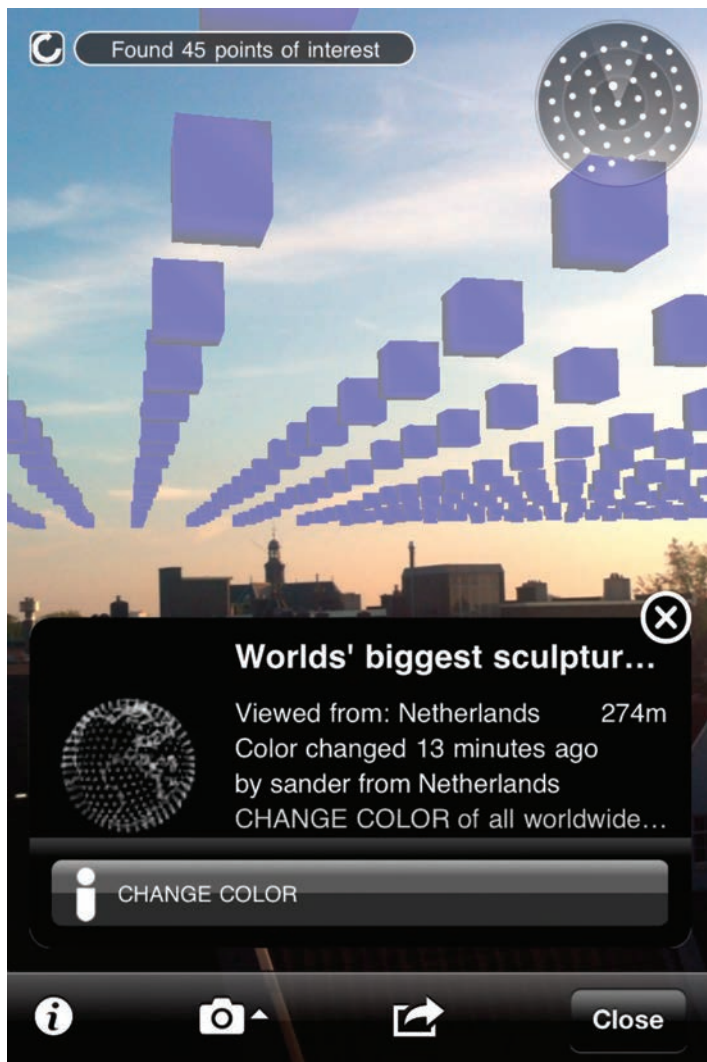 Found 45 points of interest
Worlds' biggest sculptur...
Viewed from: Netherlands 274m
Color changed 13 minutes ago
by sander from Netherlands
CHANGE COLOR of all worldwide...
CHANGE COLOR
Close